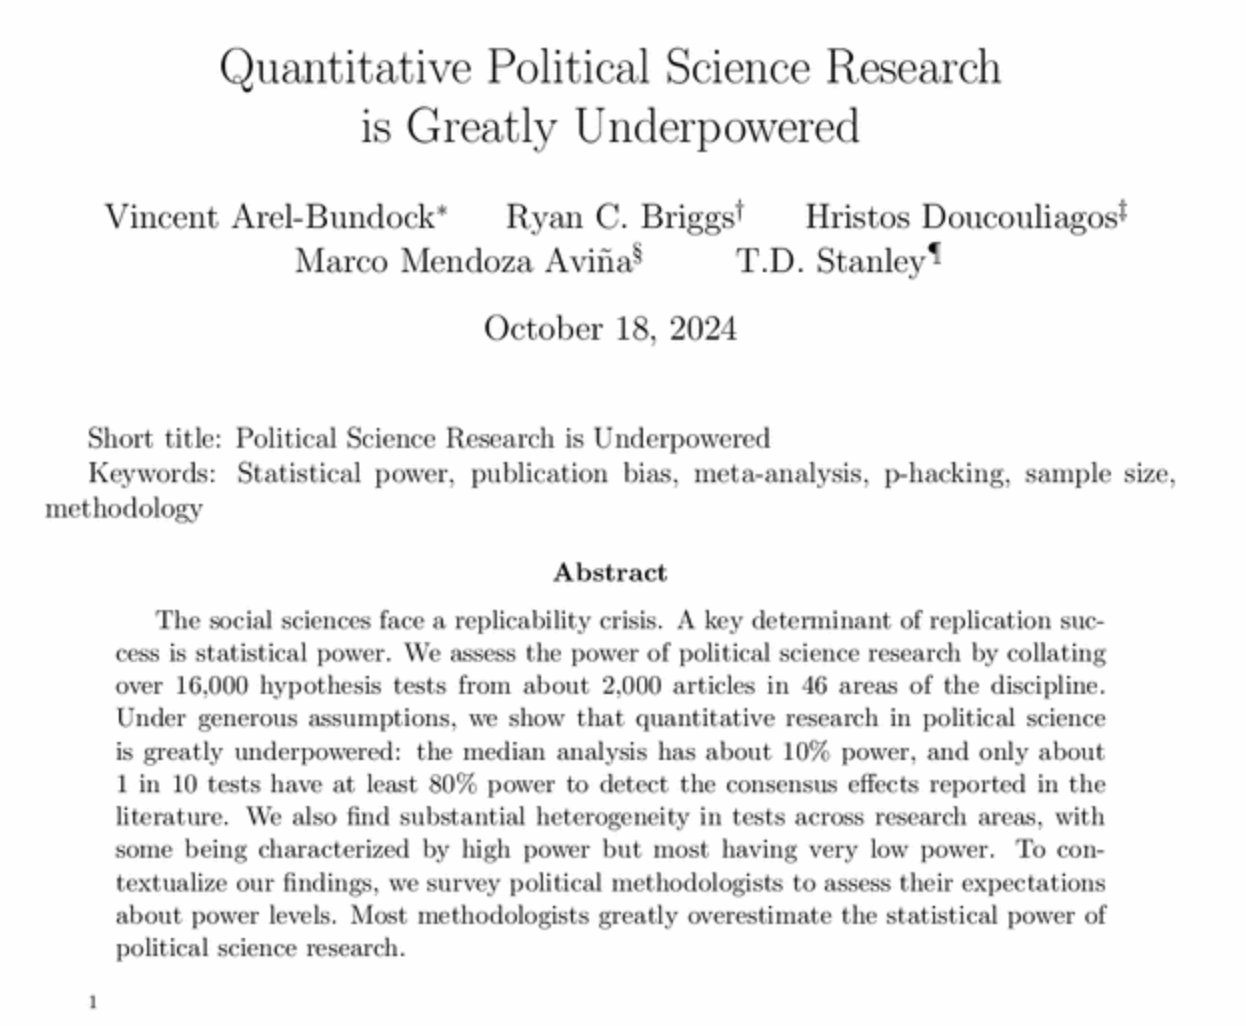 Quantitative Political Science Research
is Greatly Underpowered
Vincent Arel-Bundock* Ryan C. Briggs† Hristos Doucouliagos‡
Marco Mendoza Aviña§ T.D. Stanley¶
October 18, 2024
Short title: Political Science Research is Underpowered
Keywords: Statistical power, publication bias, meta-analysis, p-hacking, sample size,
methodology
Abstract
The social sciences face a replicability crisis. A key determinant of replication suc-
cess is statistical power. We assess the power of political science research by collating
over 16,000 hypothesis tests from about 2,000 articles in 46 areas of the discipline.
Under generous assumptions, we show that quantitative research in political science
is greatly underpowered: the median analysis has about 10% power, and only about
1 in 10 tests have at least 80% power to detect the consensus effects reported in the
literature. We also find substantial heterogeneity in tests across research areas, with
some being characterized by high power but most having very low power. To con-
textualize our findings, we survey political methodologists to assess their expectations
about power levels. Most methodologists greatly overestimate the statistical power of
political science research.
1